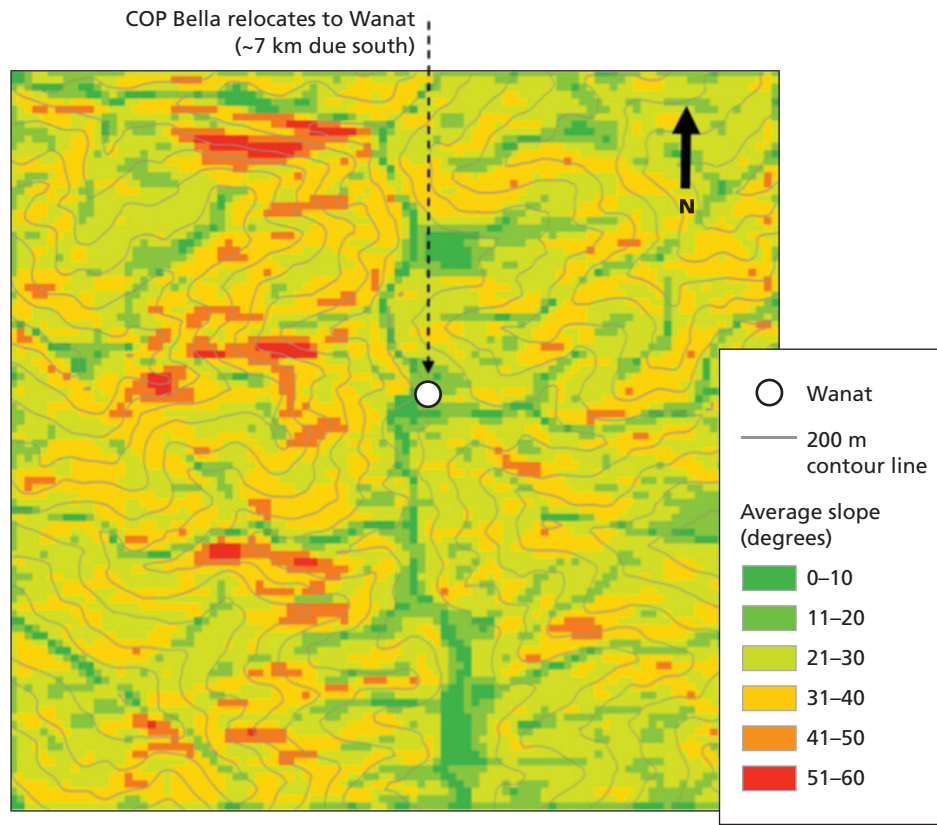 COP Bella relocates to Wanat
(~7 km due south)
N
Wanat
200 m
contour line
Average slope
(degrees)
0–10
11–20
21–30
31–40
41–50
51–60